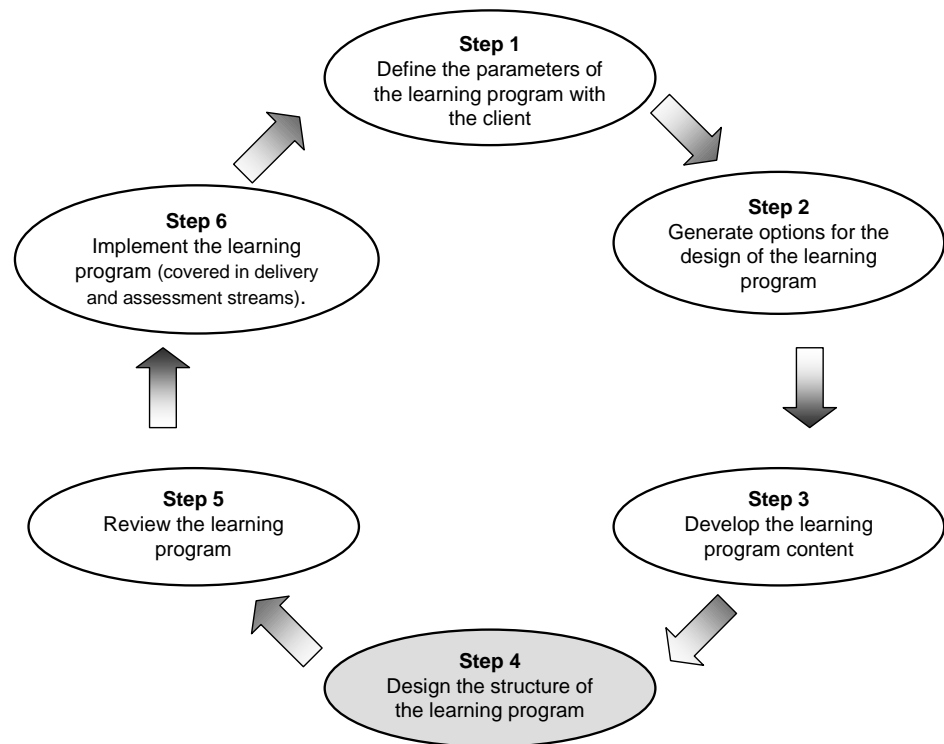 Step 1
Define the parameters of
the learning program with
the client
Step 2
Generate options for the
design of the learning
program
Step 3
Develop the learning
program content
Step 4
Design the structure of
the learning program
Step 5
Review the learning
program
Step 6
Implement the learning
program (covered in delivery
and assessment streams).